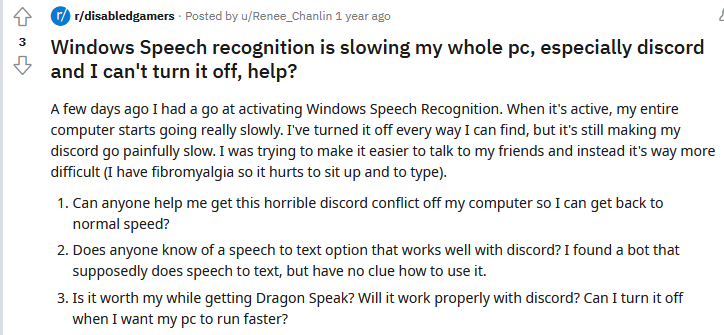 r/disabledgamers · Posted by u/Renee_Chanlin 1 year ago
3
Windows Speech recognition is slowing my whole pc, especially discord
and I can't turn it off, help?
A few days ago I had a go at activating Windows Speech Recognition. When it's active, my entire
computer starts going really slowly. I've turned it off every way I can find, but it's still making my
discord go painfully slow. I was trying to make it easier to talk to my friends and instead it's way more
difficult (I have fibromyalgia so it hurts to sit up and to type).
1. Can anyone help me get this horrible discord conflict off my computer so I can get back to
normal speed?
2. Does anyone know of a speech to text option that works well with discord? I found a bot that
supposedly does speech to text, but have no clue how to use it.
3. Is it worth my while getting Dragon Speak? Will it work properly with discord? Can I turn it off
when I want my pc to run faster?